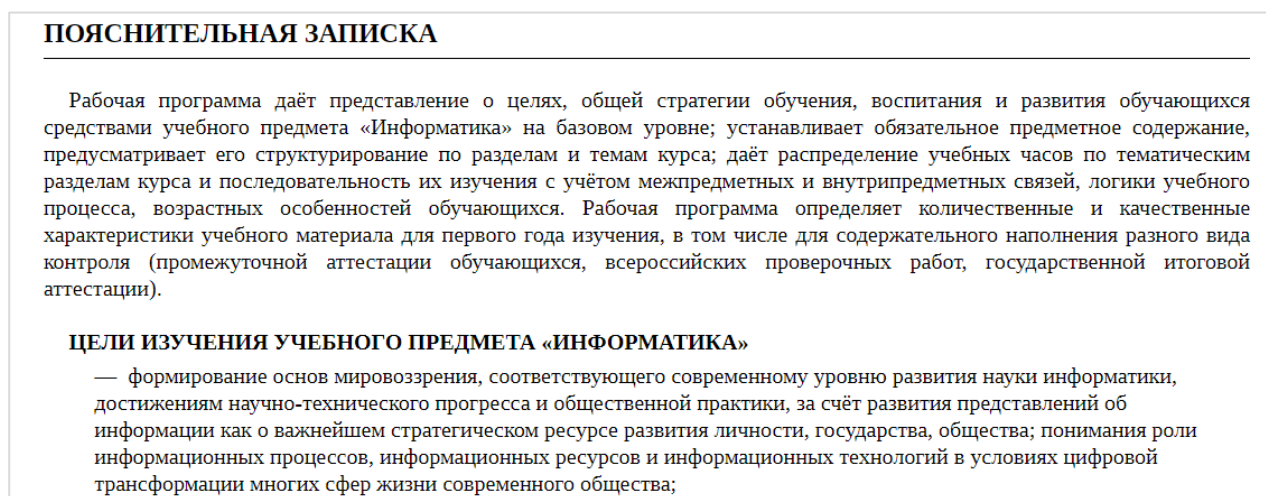 ПОЯСНИТЕЛЬНАЯ ЗАПИСКА
Рабочая программа даёт представление о целях, общей стратегии обучения, воспитания и развития обучающихся
средствами учебного предмета «Информатика» на базовом уровне; устанавливает обязательное предметное содержание,
предусматривает его структурирование по разделам и темам курса; даёт распределение учебных часов по тематическим
разделам курса и последовательность их изучения с учётом межпредметных и внутрипредметных связей, логики учебного
процесса, возрастных особенностей обучающихся. Рабочая программа определяет количественные и качественные
характеристики учебного материала для первого года изучения, в том числе для содержательного наполнения разного вида
контроля (промежуточной аттестации обучающихся, всероссийских проверочных работ, государственной итоговой
аттестации).
ЦЕЛИ ИЗУЧЕНИЯ УЧЕБНОГО ПРЕДМЕТА «ИНФОРМАТИКА»
— формирование основ мировоззрения, соответствующего современному уровню развития науки информатики,
достижениям научно-технического прогресса и общественной практики, за счёт развития представлений об
информации как о важнейшем стратегическом ресурсе развития личности, государства, общества; понимания роли
информационных процессов, информационных ресурсов и информационных технологий в условиях цифровой
трансформации многих сфер жизни современного общества;